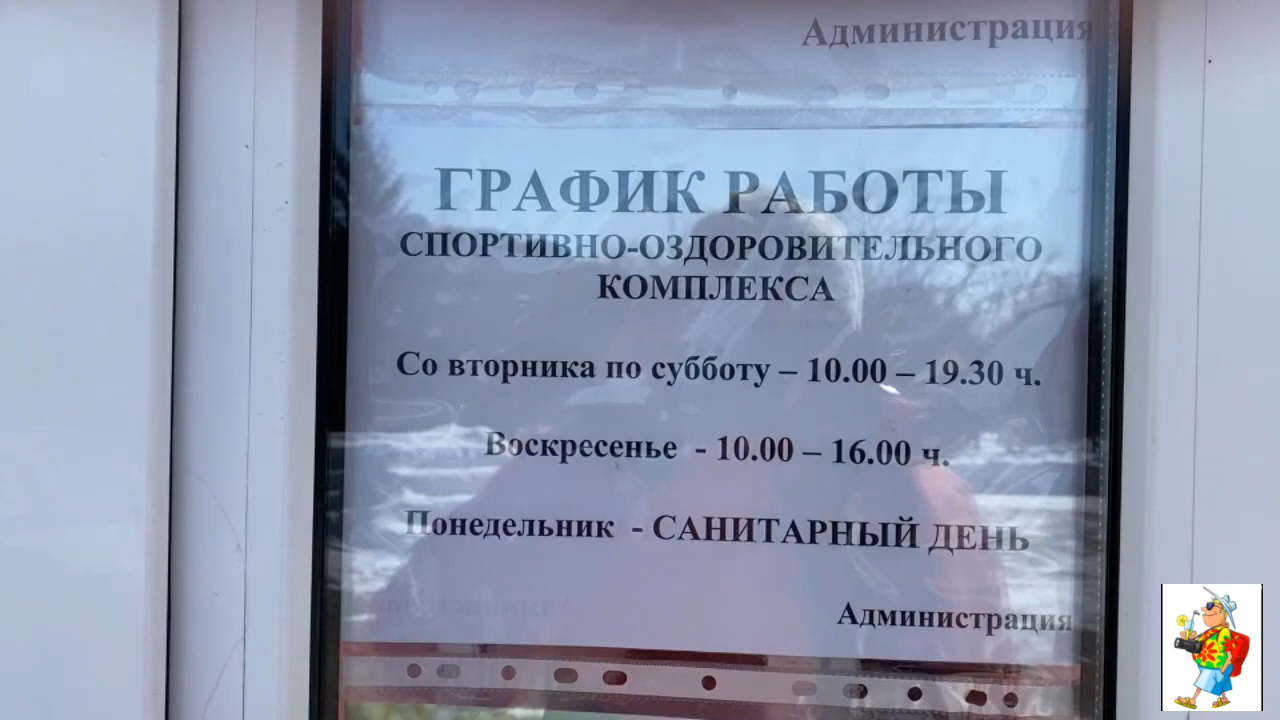 Администрация
ГРАФИК РАБОТЫ
СПОРТИВНО-ОЗДОРОВИТЕЛЬНОГО
КОМПЛЕКСА
Со вторника по субботу – 10.00 – 19.30 ч.
Воскресенье - 10.00 – 16.00 ч.
Понедельник - САНИТАРНЫЙ ДЕНЬ
Администрация